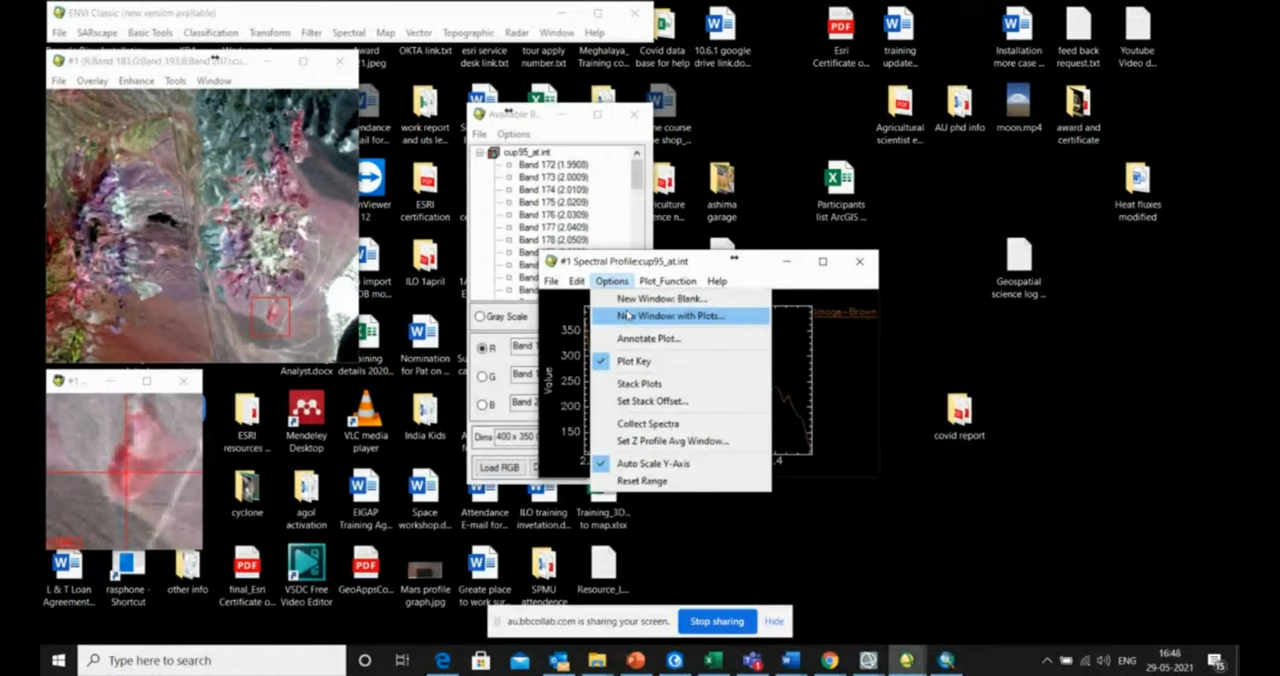 ENVI Classic (new version available)
File SARscape Basic Tools Classification Transform Filter Spectral Map Vector Topographic Radar Window Help
OKTA link.txt
esri service desk link.txt
tour apply number.txt
Meghalaya_ Training co...
Covid data base for help
10.6.1 google drive link.do...
Esri Certificate o...
training update...
Installation more case ...
feed back request.txt
Youtube Video d...
File Overlay Enhance Tools Window
work report and uts le...
Available B...
File Options
cup95_at.int
Band 172 (1.9908)
Band 173 (2.0009)
Band 174 (2.0109)
Band 175 (2.0209)
Band 176 (2.0309)
Band 177 (2.0409)
Band 178 (2.0509)
Gray Scale
R
G
B
Dims 400 x 350
Load RGB
Agricultural scientist e...
AU phd info
moon.mp4
award and certificate
ESRI certification
ashima garage
Participants list ArcGIS ...
Heat fluxes modified
ILO 1april
Geospatial science log ...
#1 Spectral Profile:cup95_at.int
File Edit Options Plot_Function Help
New Window: Blank...
New Window: with Plots...
Annotate Plot...
Plot Key
Stack Plots
Set Stack Offset...
Collect Spectra
Set Z Profile Avg Window...
Auto Scale Y-Axis
Reset Range
Value
350
300
250
200
150
Analyst.docx
details 2020...
Nomination for Pat on ...
#1 ...
ESRI resources ...
Mendeley Desktop
VLC media player
India Kids
covid report
cyclone
agol activation
EIGAP Training Ag...
Space workshop.d...
Attendance E-mail for...
ILO training invetation.d...
Training_3D... to map.xlsx
L & T Loan Agreement...
rasphone - Shortcut
other info
final_Esri Certificate o...
VSDC Free Video Editor
GeoAppsCo...
Mars profile graph.jpg
Greate place to work sur...
SPMU attendence
Resource_L...
au.bbcollab.com is sharing your screen.
Stop sharing
Hide
Type here to search
ENG
16:48
29-05-2021
15